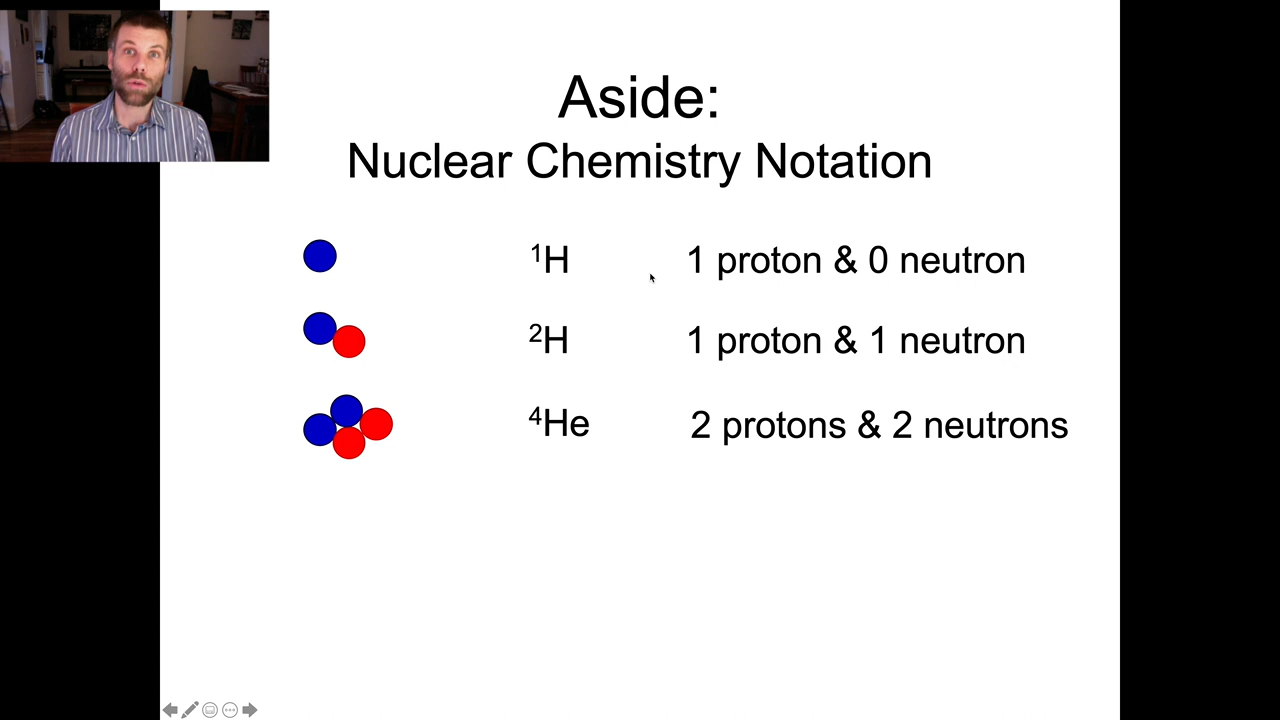 Aside:
Nuclear Chemistry Notation
¹H 1 proton & 0 neutron
²H 1 proton & 1 neutron
⁴He 2 protons & 2 neutrons